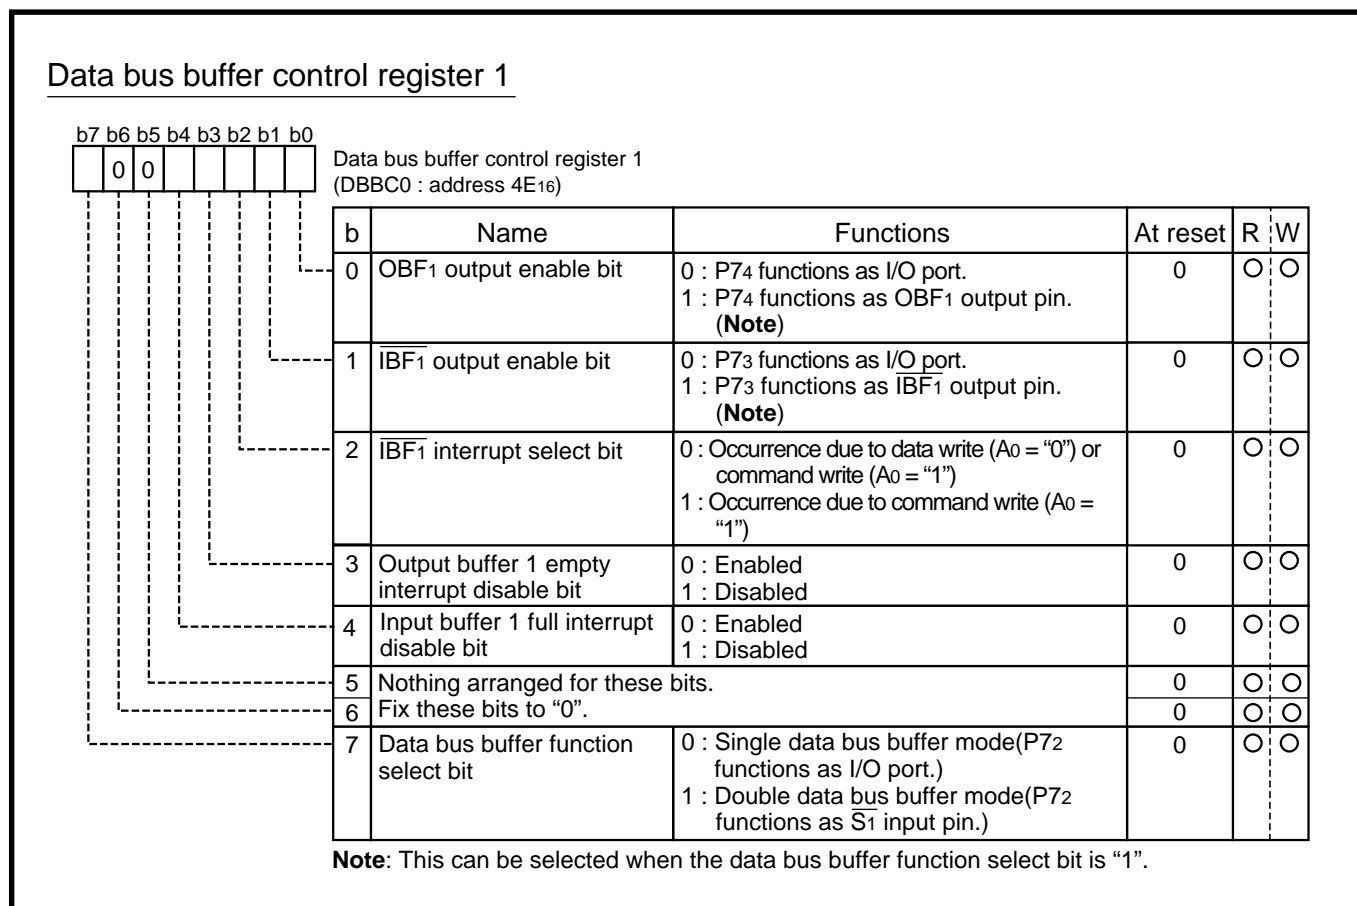 Data bus buffer control register 1
b7 b6 b5 b4 b3 b2 b1 b0
0 0
Data bus buffer control register 1
(DBBC0 : address 4E16)
b Name Functions At reset R W
0 OBF1 output enable bit 0 : P74 functions as I/O port. 0
1 : P74 functions as OBF1 output pin.
(Note)
1 IBF1 output enable bit 0 : P73 functions as I/O port. 0
1 : P73 functions as IBF1 output pin.
(Note)
2 IBF1 interrupt select bit 0 : Occurrence due to data write (A0 = “0”) or 0
command write (A0 = “1”)
1 : Occurrence due to command write (A0 =
“1”)
3 Output buffer 1 empty 0 : Enabled 0
interrupt disable bit 1 : Disabled
4 Input buffer 1 full interrupt 0 : Enabled 0
disable bit 1 : Disabled
5 Nothing arranged for these bits. 0
6 Fix these bits to “0”. 0
7 Data bus buffer function 0 : Single data bus buffer mode(P72 0
select bit functions as I/O port.)
1 : Double data bus buffer mode(P72
functions as S1 input pin.)
Note: This can be selected when the data bus buffer function select bit is “1”.